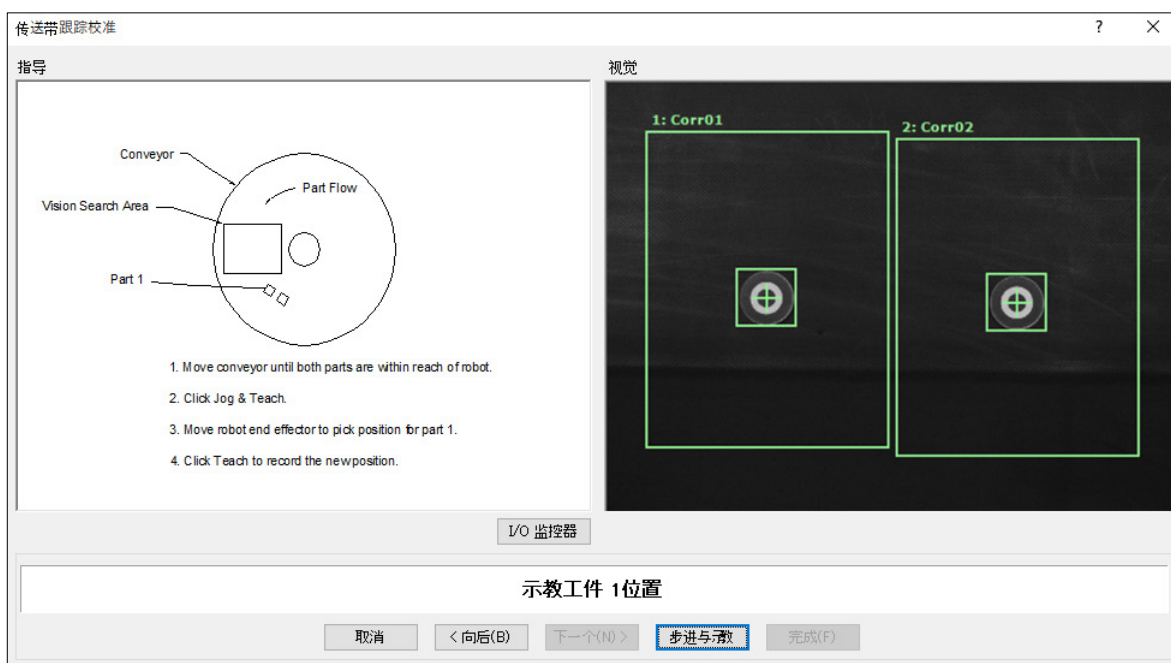 传送带跟踪校准
?
指导
视觉
Conveyor
Part Flow
Vision Search Area
Part 1
1. Move conveyor until both parts are within reach of robot.
2. Click Jog & Teach.
3. Move robot end effector to pick position for part 1.
4. Click Teach to record the new position.
1: Corr01
2: Corr02
I/O 监控器
示教工件 1位置
取消
< 向后(B)
下一个(N) >
步进与示教
完成(F)